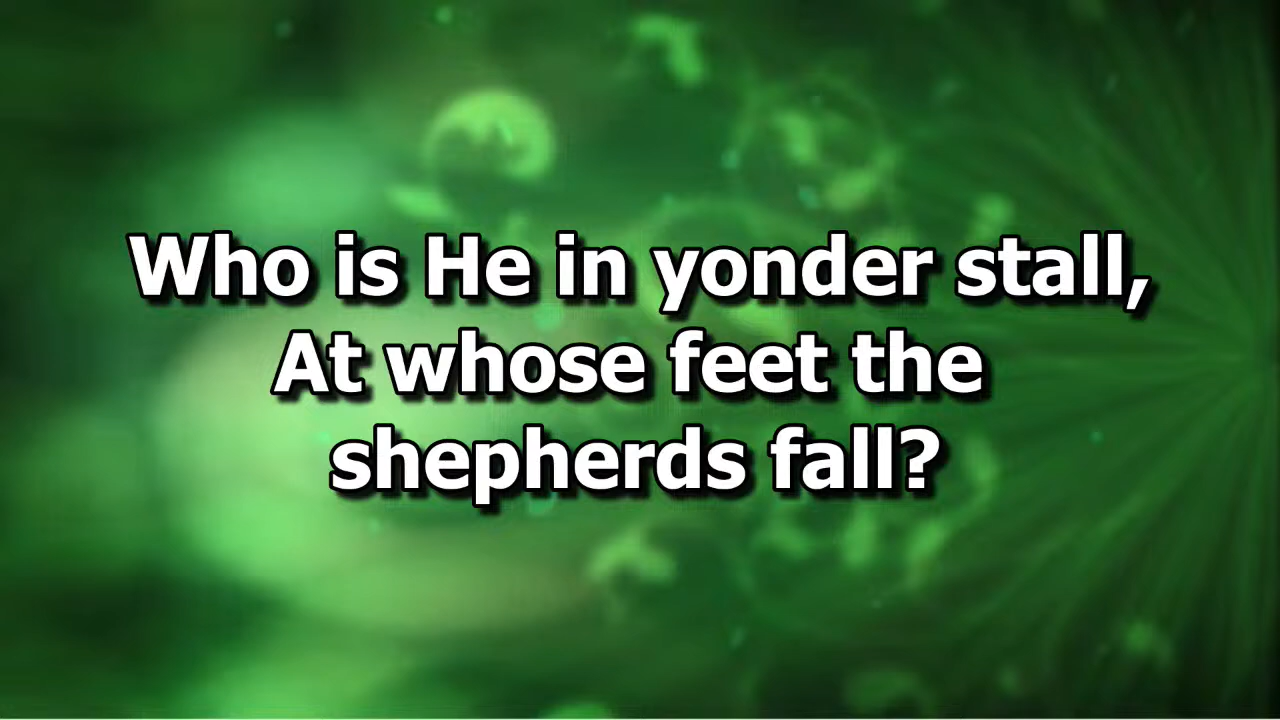 Who is He in yonder stall,
At whose feet the
shepherds fall?